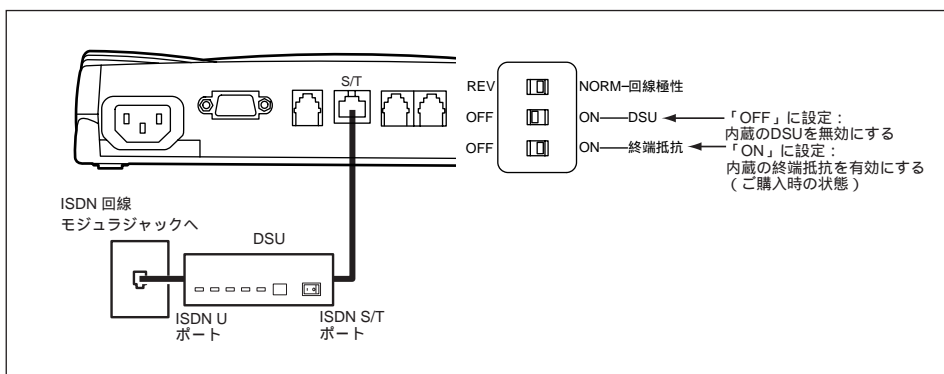 S/T
REV
NORM 回線極性
OFF
ON DSU
OFF
ON 終端抵抗
「OFF」に設定：
内蔵のDSUを無効にする
「ON」に設定：
内蔵の終端抵抗を有効にする
（ご購入時の状態）
ISDN 回線
モジュラジャックへ
DSU
ISDN U
ポート
ISDN S/T
ポート